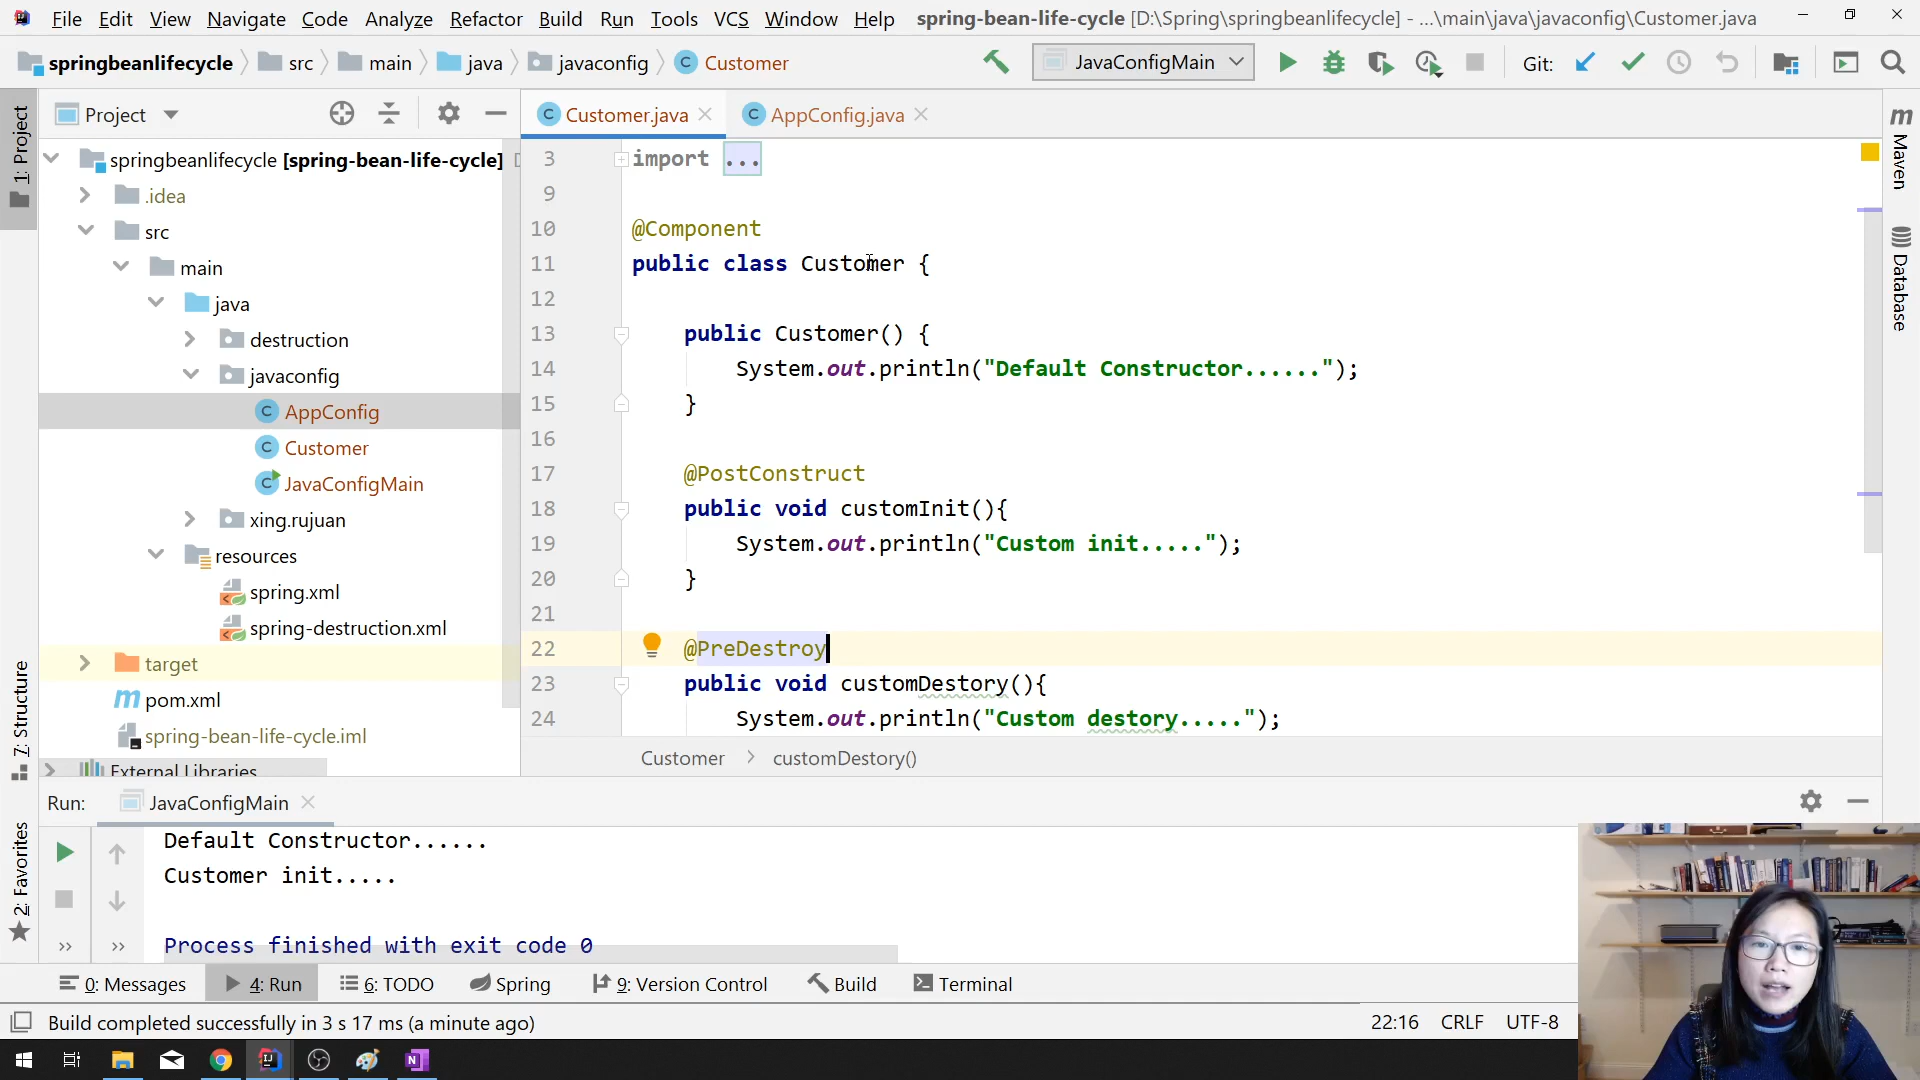 File Edit View Navigate Code Analyze Refactor Build Run Tools VCS Window Help spring-bean-life-cycle [D:\Spring\springbeanlifecycle] - ...\main\java\javaconfig\Customer.java
springbeanlifecycle src main java javaconfig Customer JavaConfigMain Git:
Project
Customer.java AppConfig.java
1: Project
7: Structure
2: Favorites
Maven
Database
springbeanlifecycle [spring-bean-life-cycle]
.idea
src
main
java
destruction
javaconfig
AppConfig
Customer
JavaConfigMain
xing.rujuan
resources
spring.xml
spring-destruction.xml
target
pom.xml
spring-bean-life-cycle.iml
External Libraries
3 import ...
9
10 @Component
11 public class Customer {
12
13 public Customer() {
14 System.out.println("Default Constructor......");
15 }
16
17 @PostConstruct
18 public void customInit(){
19 System.out.println("Custom init.....");
20 }
21
22 @PreDestroy
23 public void customDestory(){
24 System.out.println("Custom destory.....");
Customer customDestory()
Run: JavaConfigMain
Default Constructor......
Customer init.....
Process finished with exit code 0
0: Messages 4: Run 6: TODO Spring 9: Version Control Build Terminal
Build completed successfully in 3 s 17 ms (a minute ago) 22:16 CRLF UTF-8